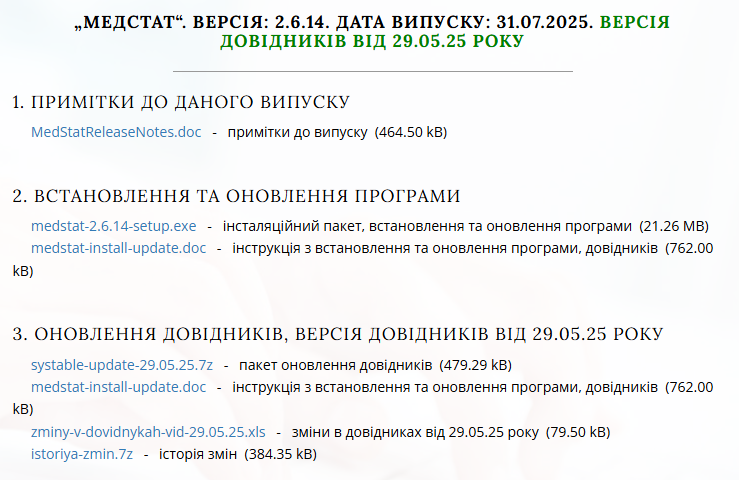 „МЕДСТАТ“. ВЕРСІЯ: 2.6.14. ДАТА ВИПУСКУ: 31.07.2025. ВЕРСІЯ
ДОВІДНИКІВ ВІД 29.05.25 РОКУ
1. ПРИМІТКИ ДО ДАНОГО ВИПУСКУ
MedStatReleaseNotes.doc - примітки до випуску (464.50 kB)
2. ВСТАНОВЛЕННЯ ТА ОНОВЛЕННЯ ПРОГРАМИ
medstat-2.6.14-setup.exe - інсталяційний пакет, встановлення та оновлення програми (21.26 MB)
medstat-install-update.doc - інструкція з встановлення та оновлення програми, довідників (762.00
kB)
3. ОНОВЛЕННЯ ДОВІДНИКІВ, ВЕРСІЯ ДОВІДНИКІВ ВІД 29.05.25 РОКУ
systable-update-29.05.25.7z - пакет оновлення довідників (479.29 kB)
medstat-install-update.doc - інструкція з встановлення та оновлення програми, довідників (762.00
kB)
zminy-v-dovidnykah-vid-29.05.25.xls - зміни в довідниках від 29.05.25 року (79.50 kB)
istoriya-zmin.7z - історія змін (384.35 kB)